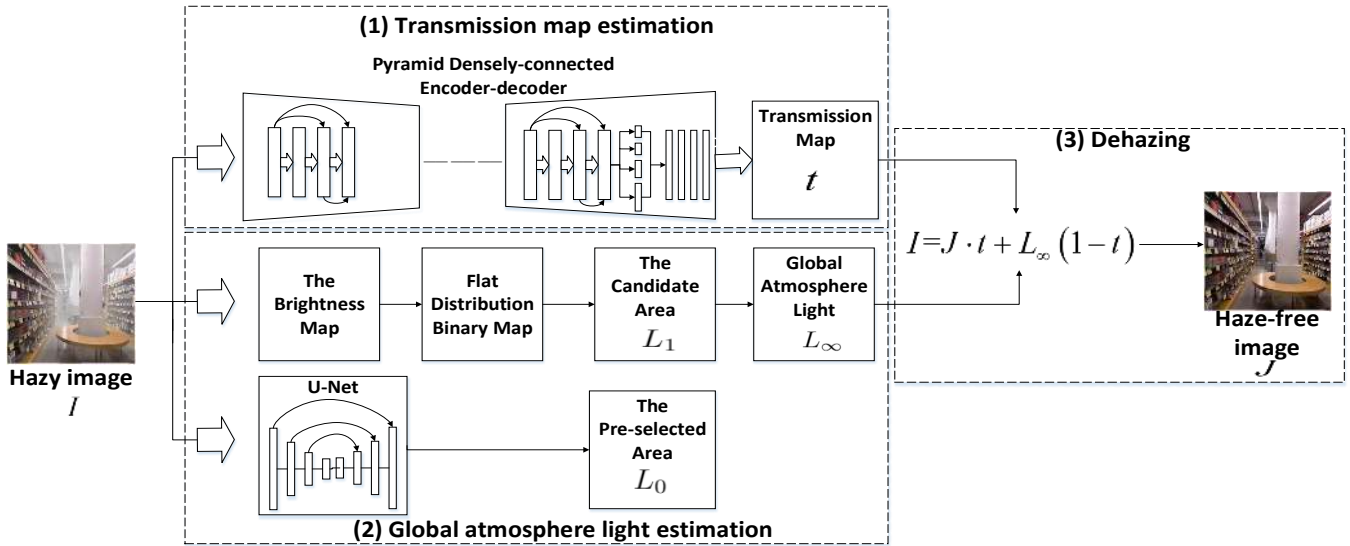 (1) Transmission map estimation
Pyramid Densely-connected
Encoder-decoder
Transmission
Map
t
(3) Dehazing
I=J · t + L∞ (1 − t)
Haze-free
image
J
Hazy image
I
The
Brightness
Map
Flat
Distribution
Binary Map
The
Candidate
Area
L₁
Global
Atmosphere
Light
L∞
U-Net
The
Pre-selected
Area
L₀
(2) Global atmosphere light estimation